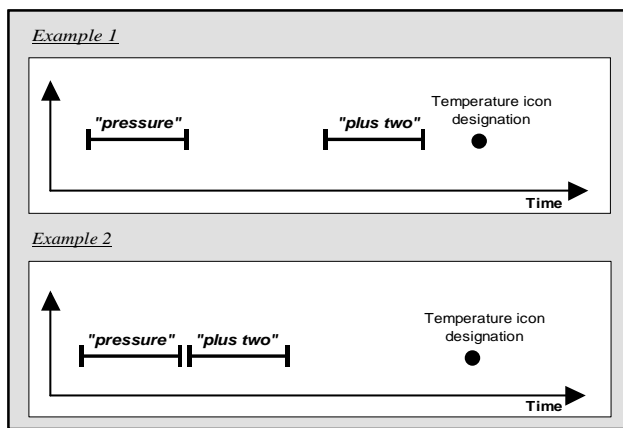 Example 1
Temperature icon
"pressure" "plus two" designation
Time
Example 2
Temperature icon
"pressure" "plus two" designation
Time